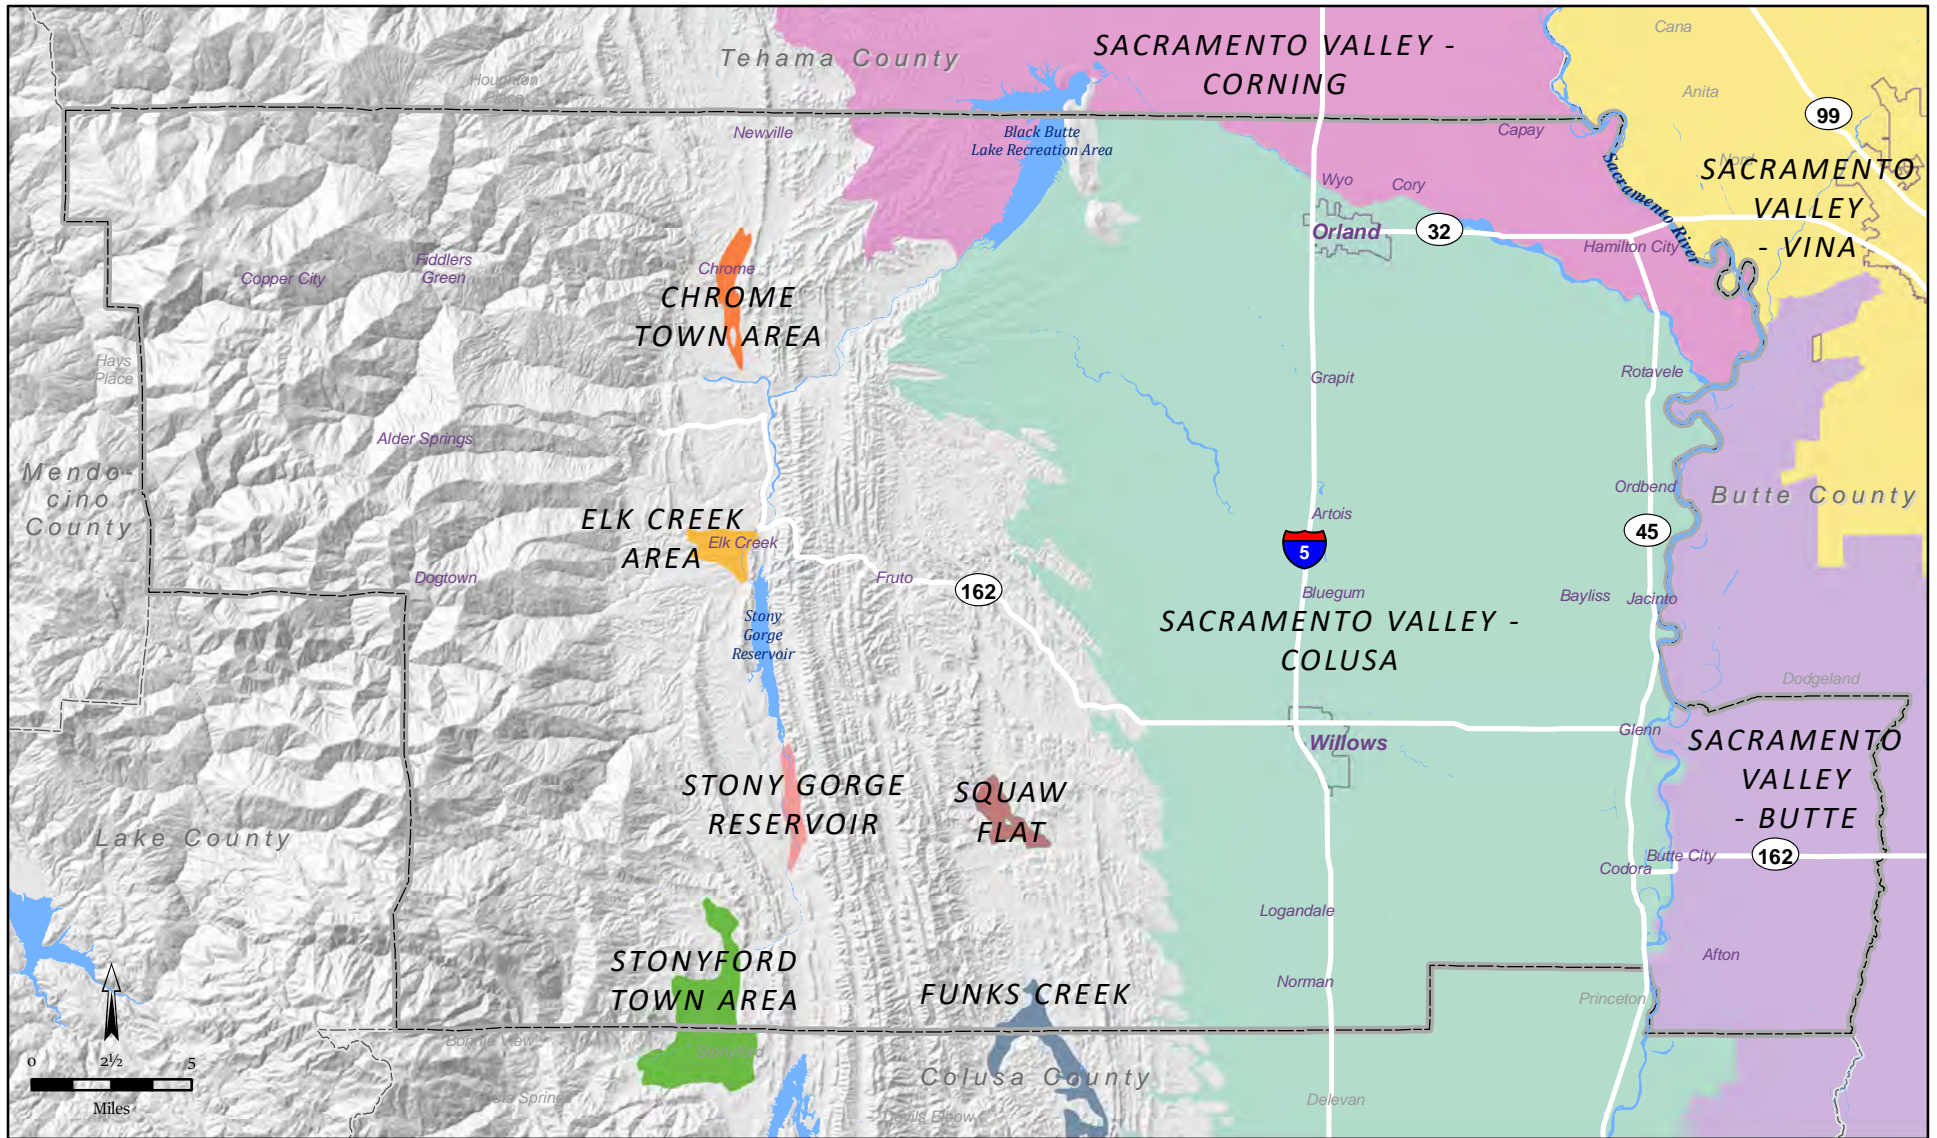 Cana
SACRAMENTO VALLEY -
CORNING
Tehama County
Houghton
Anita
99
Newville
Black Butte
Lake Recreation Area
Capay
Nord
SACRAMENTO
VALLEY
- VINA
Sacramento River
Wyo
Cory
Orland
32
Hamilton City
Chrome
CHROME
TOWN AREA
Fiddlers
Green
Copper City
Hays
Place
Grapit
Rotavele
Alder Springs
Mendo-
cino
County
Ordbend
Butte County
ELK CREEK
AREA
Elk Creek
Artois
45
5
Dogtown
Fruto
162
Bluegum
Bayliss
Jacinto
Stony
Gorge
Reservoir
SACRAMENTO VALLEY -
COLUSA
Dodgeland
Glenn
Willows
SACRAMENTO
VALLEY
- BUTTE
STONY GORGE
RESERVOIR
SQUAW
FLAT
Lake County
Butte City
162
Codora
Logandale
STONYFORD
TOWN AREA
Afton
Norman
FUNKS CREEK
Princeton
Bonnie View
Stonyford
0 2½ 5
Miles
Colusa County
Fouts Springs
Devils Elbow
Delevan